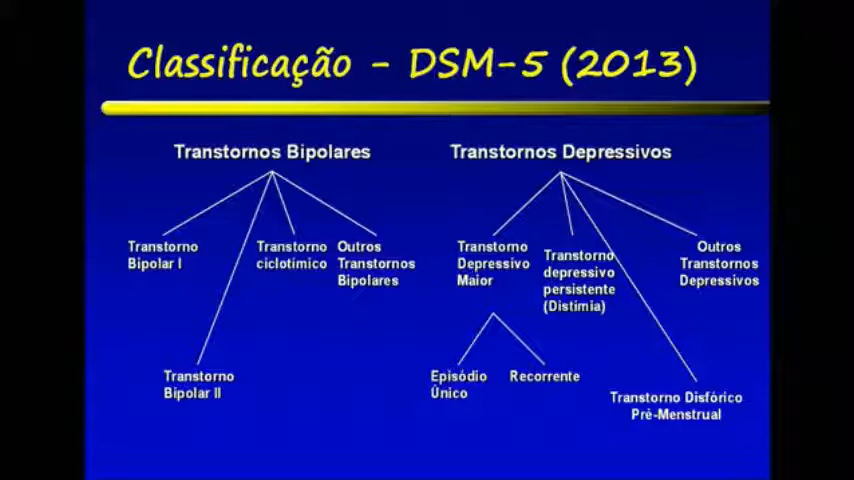 Classificação - DSM-5 (2013)
Transtornos Bipolares
Transtornos Depressivos
Transtorno
Bipolar I
Transtorno
ciclotímico
Outros
Transtornos
Bipolares
Transtorno
Bipolar II
Transtorno
Depressivo
Maior
Transtorno
depressivo
persistente
(Distimia)
Outros
Transtornos
Depressivos
Episódio
Único
Recorrente
Transtorno Disfórico
Pré-Menstrual